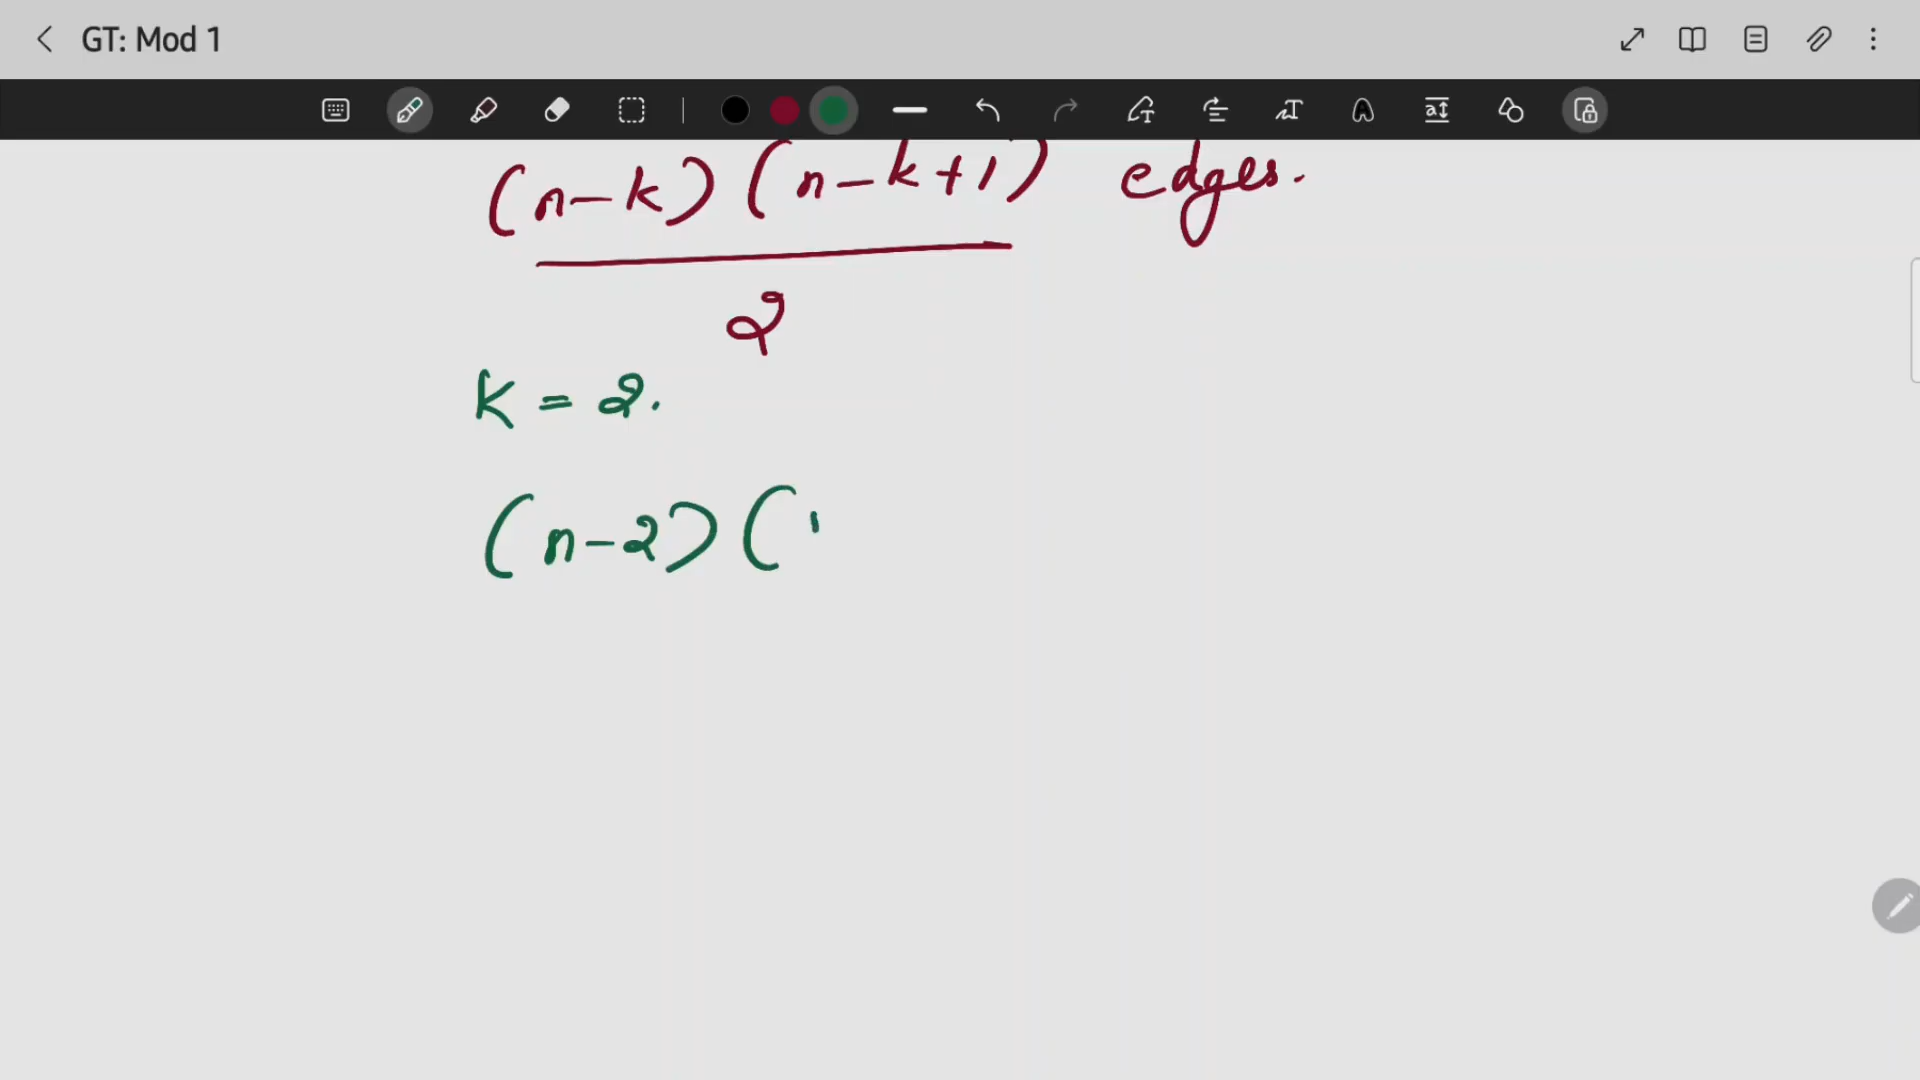 GT: Mod 1
(n-k) (n-k+1) edges.
2
k = 2.
(n-2) (